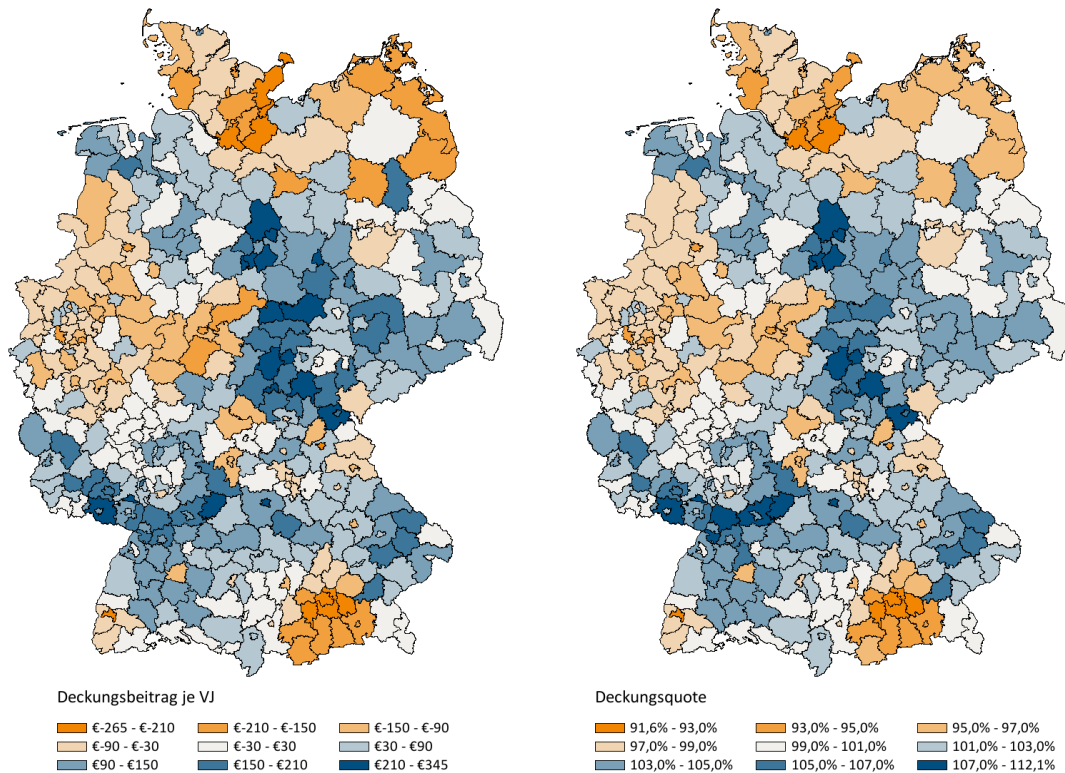 Deckungsbeitrag je VJ
€-265 - €-210 €-210 - €-150 €-150 - €-90
€-90 - €-30 €-30 - €30 €30 - €90
€90 - €150 €150 - €210 €210 - €345
Deckungsquote
91,6% - 93,0% 93,0% - 95,0% 95,0% - 97,0%
97,0% - 99,0% 99,0% - 101,0% 101,0% - 103,0%
103,0% - 105,0% 105,0% - 107,0% 107,0% - 112,1%